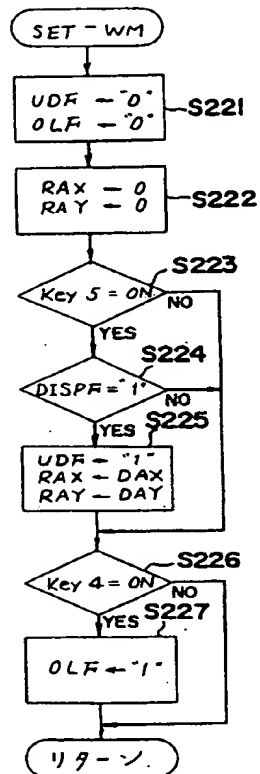 SET-WM
UDF ← "0"
OLF ← "0"
S221
RAX ← 0
RAY ← 0
S222
S223
Key 5 = ON
NO
YES
S224
DISPF = "1"
NO
YES
S225
UDF ← "1"
RAX ← DAX
RAY ← DAY
S226
Key 4 = ON
NO
YES
S227
OLF ← "1"
リターン.